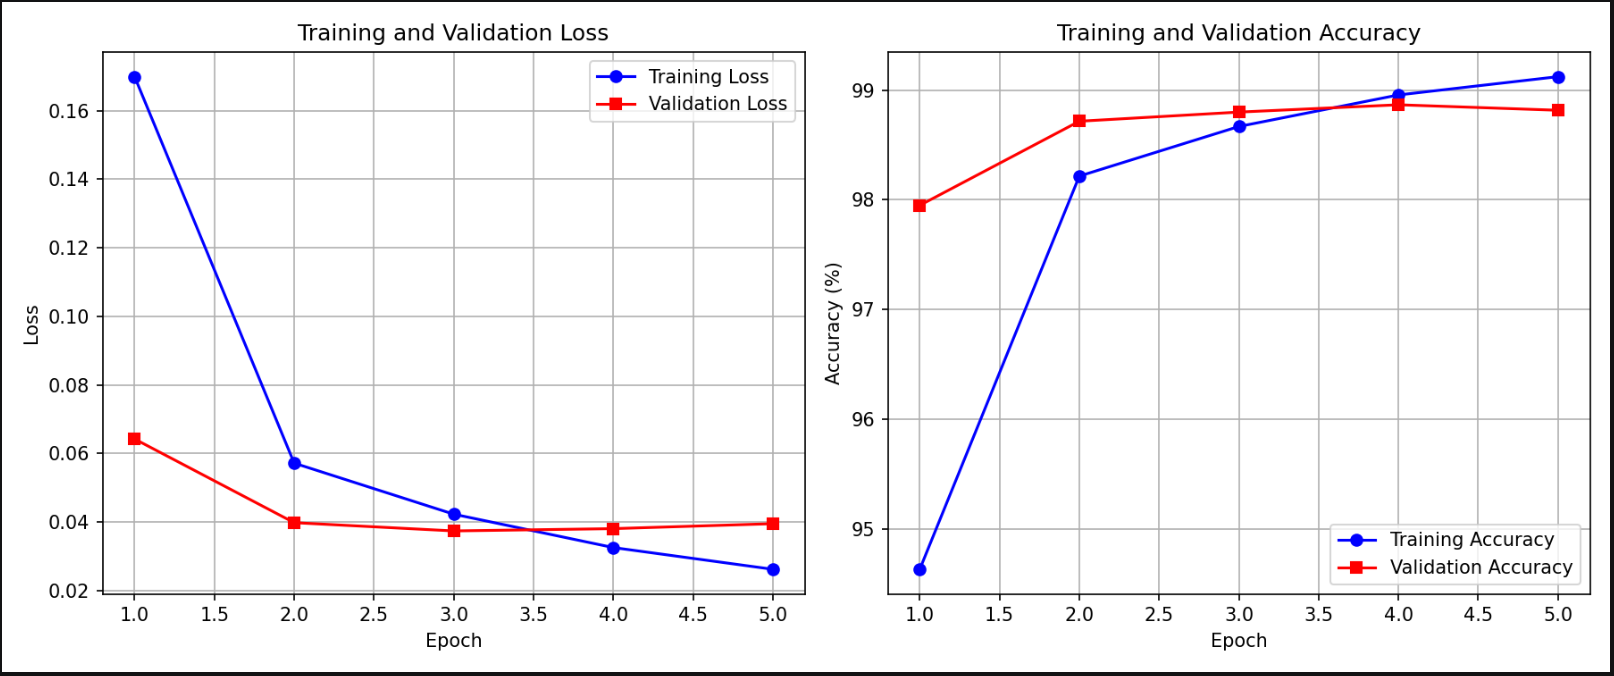 Training and Validation Loss
Training Loss
Validation Loss
Loss
0.16
0.14
0.12
0.10
0.08
0.06
0.04
0.02
1.0 1.5 2.0 2.5 3.0 3.5 4.0 4.5 5.0
Epoch
Training and Validation Accuracy
Accuracy (%)
99
98
97
96
95
Training Accuracy
Validation Accuracy
1.0 1.5 2.0 2.5 3.0 3.5 4.0 4.5 5.0
Epoch